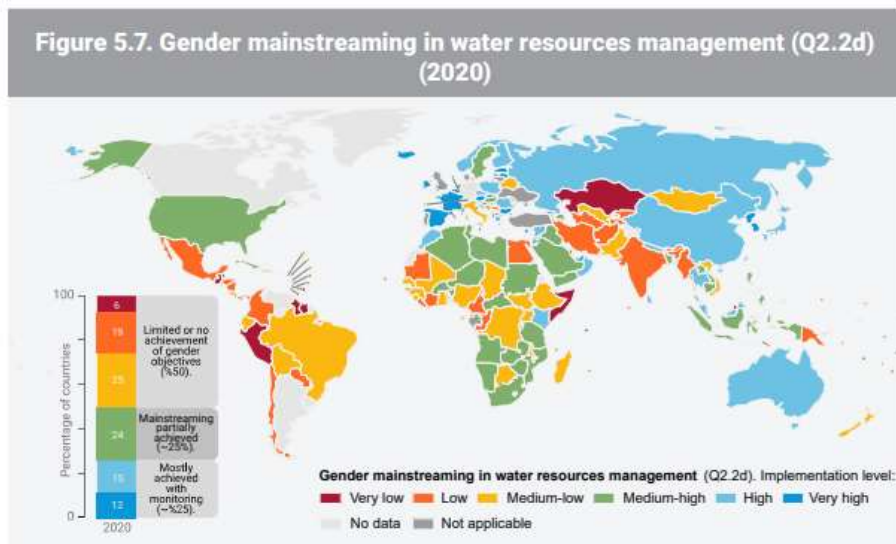 Figure 5.7. Gender mainstreaming in water resources management (Q2.2d)
(2020)
100
Percentage of countries
0
6
19
25
24
15
12
2020
Limited or no
achievement of
gender
objectives
(%50).
Mainstreaming
partially
achieved
(~25%).
Mostly
achieved
with
monitoring
(~%25).
Gender mainstreaming in water resources management (Q2.2d). Implementation level:
Very low Low Medium-low Medium-high High Very high
No data Not applicable